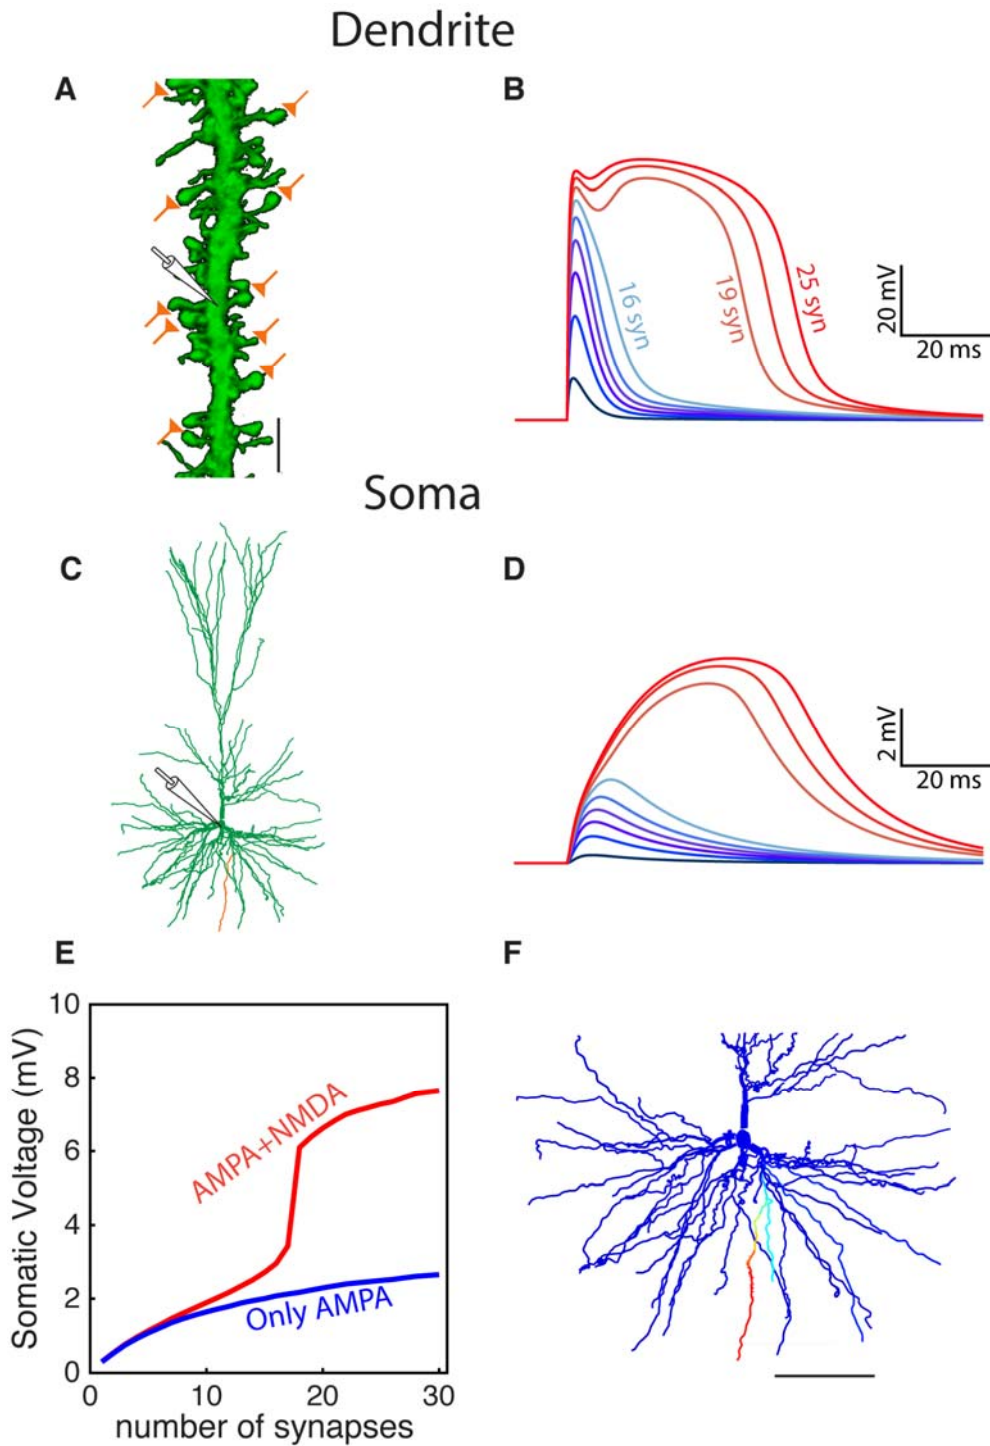 Dendrite
A
B
16 syn
19 syn
25 syn
20 mV
20 ms
Soma
C
D
2 mV
20 ms
E
F
Somatic Voltage (mV)
10
8
6
4
2
0
AMPA+NMDA
Only AMPA
0 10 20 30
number of synapses